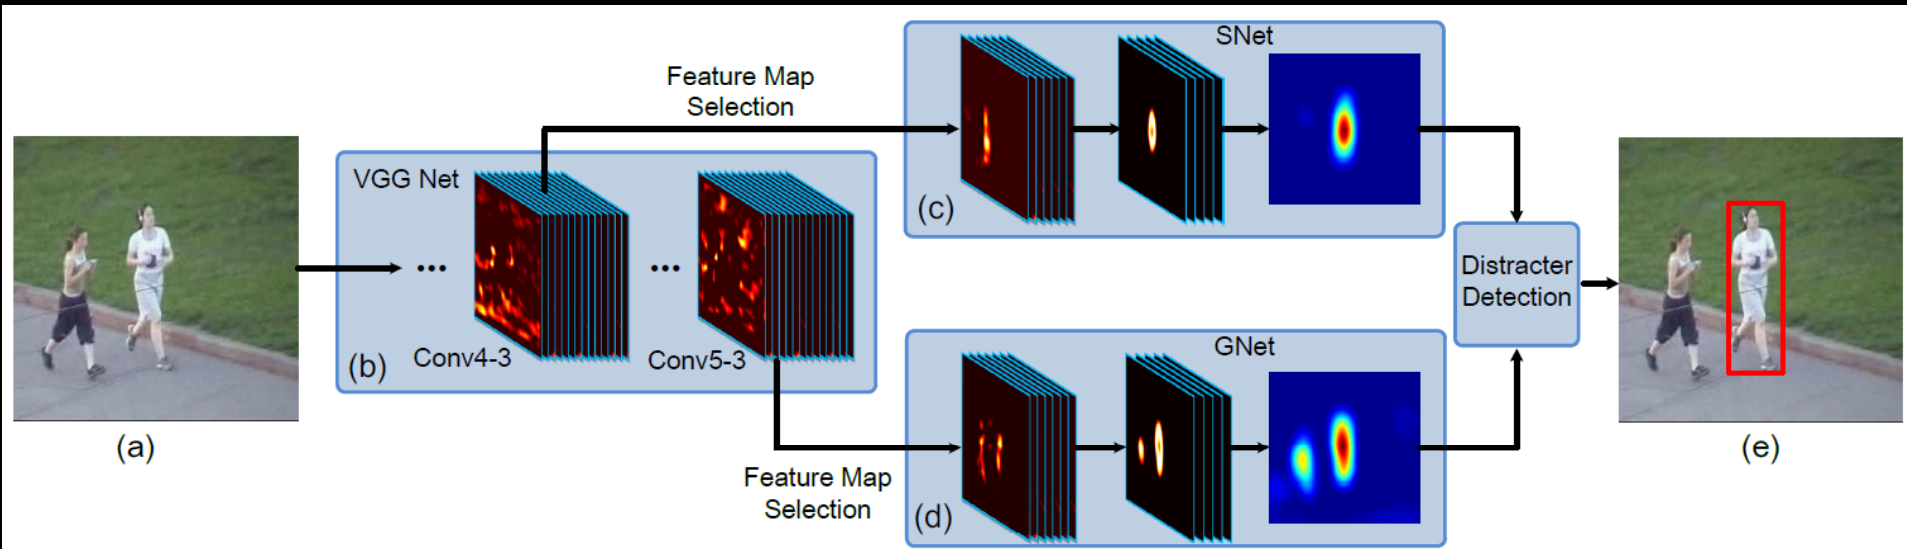 SNet
Feature Map
Selection
(c)
VGG Net
Conv4-3
Conv5-3
(b)
(a)
Distracter
Detection
GNet
Feature Map
Selection
(d)
(e)